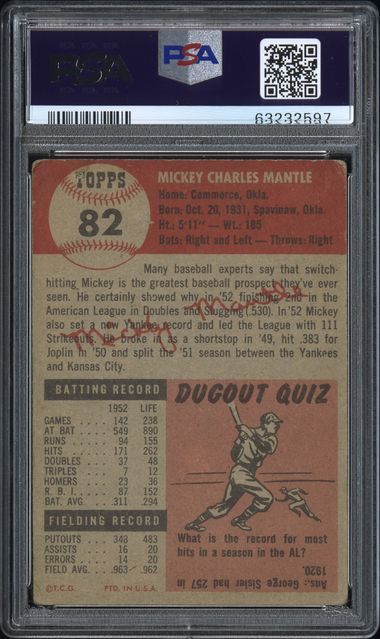 PSA
PSA
63232597
TOPPS
82
MICKEY CHARLES MANTLE
Home: Commerce, Okla.
Born: Oct. 20, 1931, Spavinaw, Okla.
Ht.: 5'11" — Wt.: 185
Bats: Right and Left — Throws: Right
Many baseball experts say that switch-
hitting Mickey is the greatest baseball prospect they've ever
seen. He certainly showed why in '52 finishing 2nd in the
American League in Doubles and Slugging (.530). In '52 Mickey
also set a new Yankee record and led the League with 111
Strikeouts. He broke in as a shortstop in '49, hit .383 for
Joplin in '50 and split the '51 season between the Yankees
and Kansas City.
Mickey Mantle
BATTING RECORD
1952 LIFE
GAMES . . . . 142 238
AT BAT . . . . 549 890
RUNS . . . . 94 155
HITS . . . . 171 262
DOUBLES . . . 37 48
TRIPLES . . . 7 12
HOMERS . . . 23 36
R. B. I. . . . . 87 152
BAT. AVG. . . .311 .294
FIELDING RECORD
PUTOUTS . . . 348 483
ASSISTS . . . 16 20
ERRORS . . . 14 20
FIELD AVG. . .963 .962
©T.C.G. PTD. IN U.S.A.
DUGOUT QUIZ
What is the record for most
hits in a season in the AL?
Ans.: George Sisler had 257 in
1920.